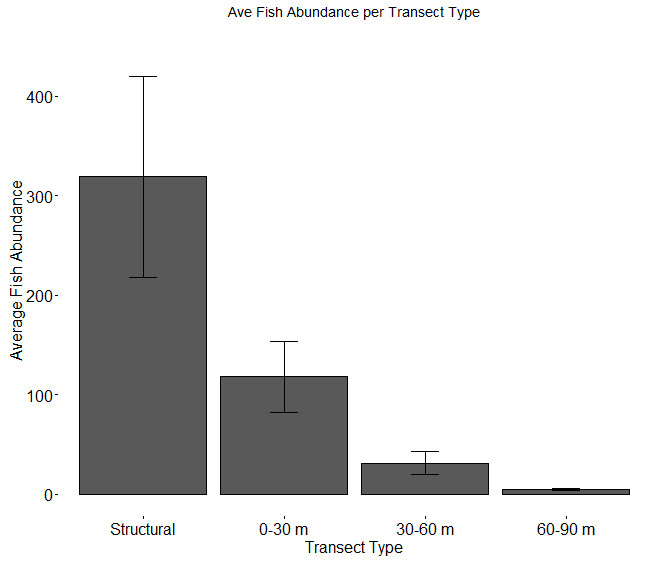 Ave Fish Abundance per Transect Type
Average Fish Abundance
400
300
200
100
0
Structural
0-30 m
30-60 m
60-90 m
Transect Type